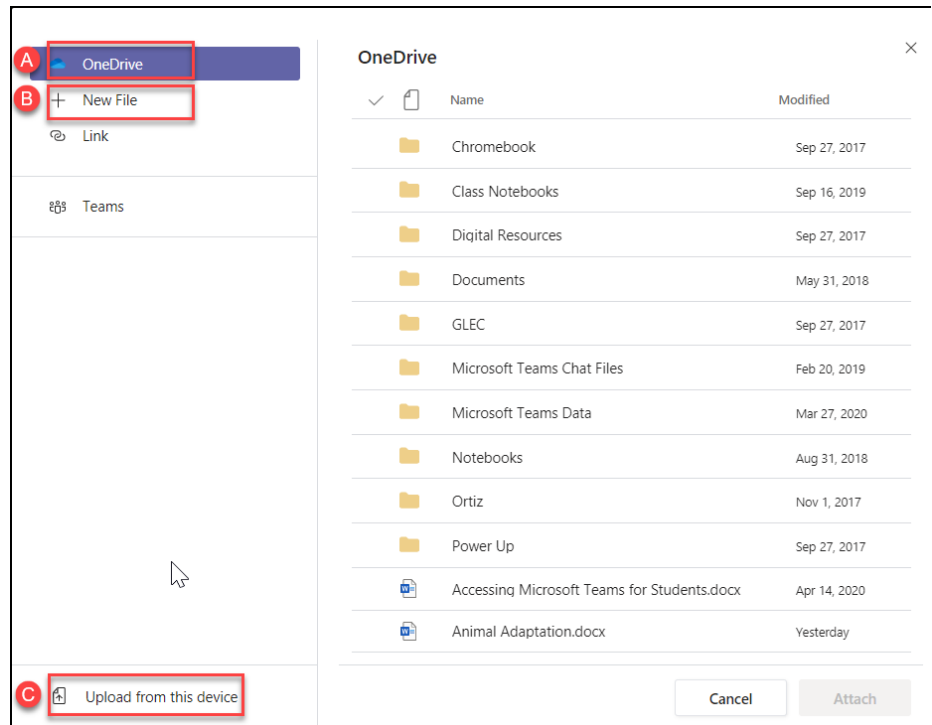 A OneDrive
B New File
Link
Teams
C Upload from this device
OneDrive
Name Modified
Chromebook Sep 27, 2017
Class Notebooks Sep 16, 2019
Digital Resources Sep 27, 2017
Documents May 31, 2018
GLEC Sep 27, 2017
Microsoft Teams Chat Files Feb 20, 2019
Microsoft Teams Data Mar 27, 2020
Notebooks Aug 31, 2018
Ortiz Nov 1, 2017
Power Up Sep 27, 2017
Accessing Microsoft Teams for Students.docx Apr 14, 2020
Animal Adaptation.docx Yesterday
Cancel Attach